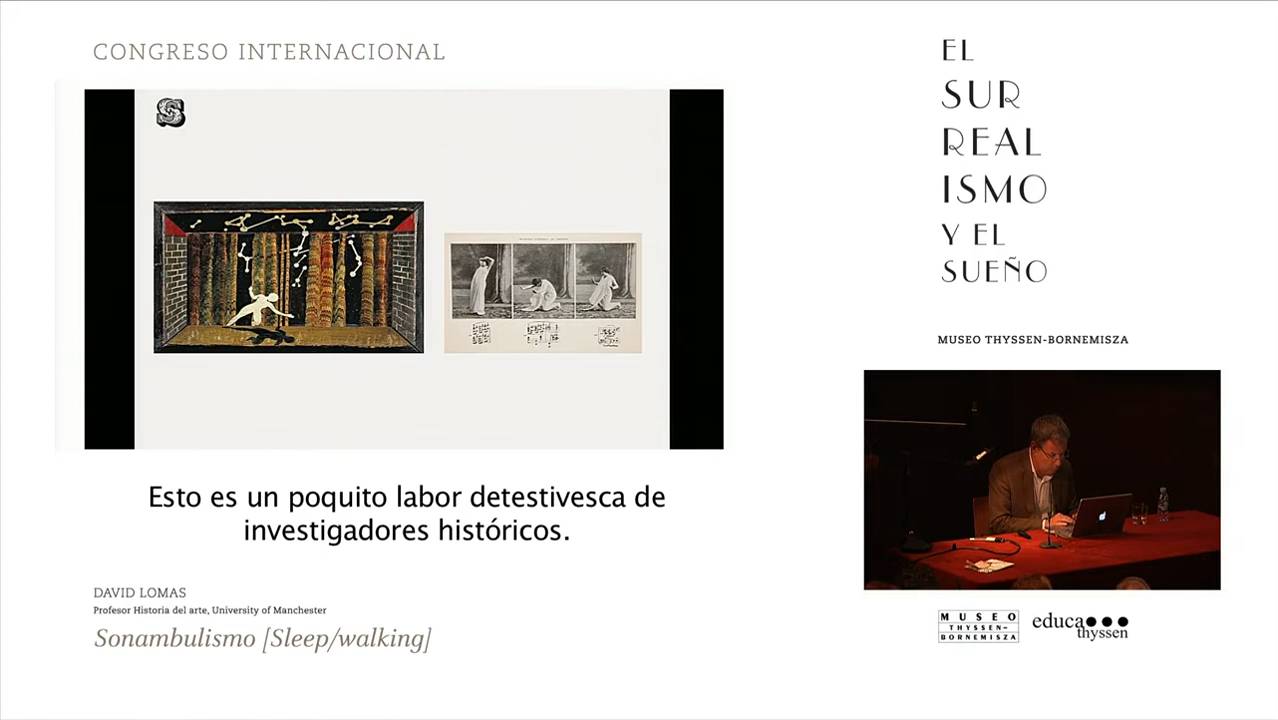 CONGRESO INTERNACIONAL
S
Esto es un poquito labor detestivesca de
investigadores históricos.
DAVID LOMAS
Profesor Historia del arte, University of Manchester
Sonambulismo [Sleep/walking]
EL
SUR
REAL
ISMO
Y EL
SUEÑO
MUSEO THYSSEN-BORNEMISZA
MUSEO
THYSSEN-
BORNEMISZA
educa
thyssen